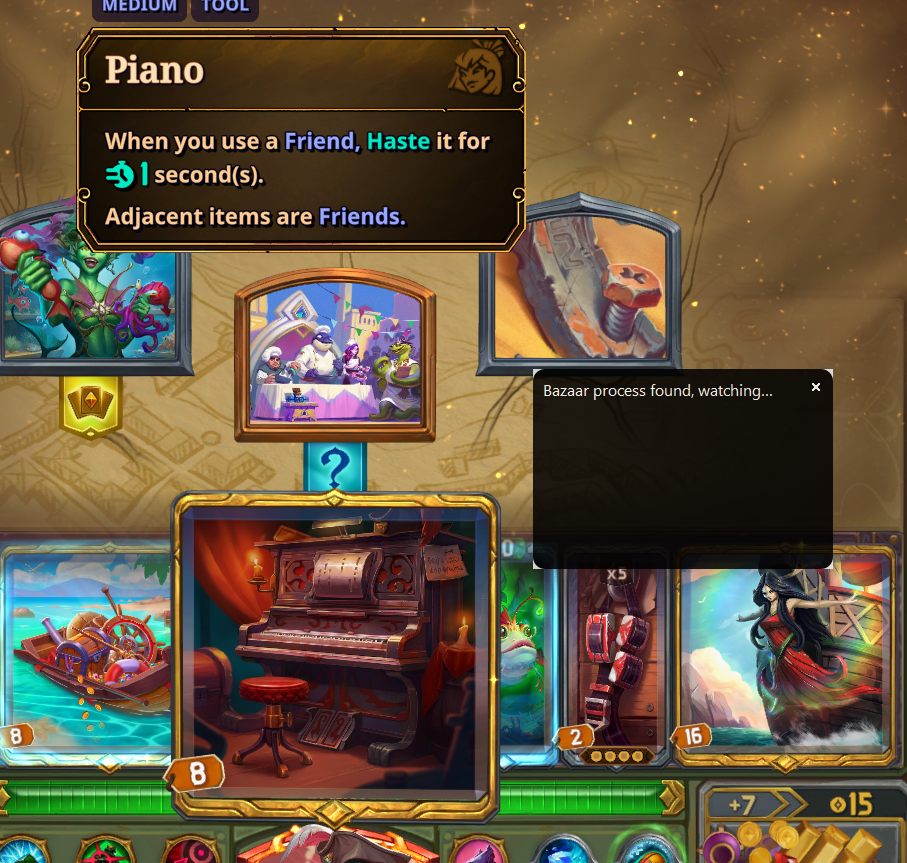 MEDIUM TOOL
Piano
When you use a Friend, Haste it for
1 second(s).
Adjacent items are Friends.
Bazaar process found, watching...
?
0
X5
8
8
2
16
+7
15